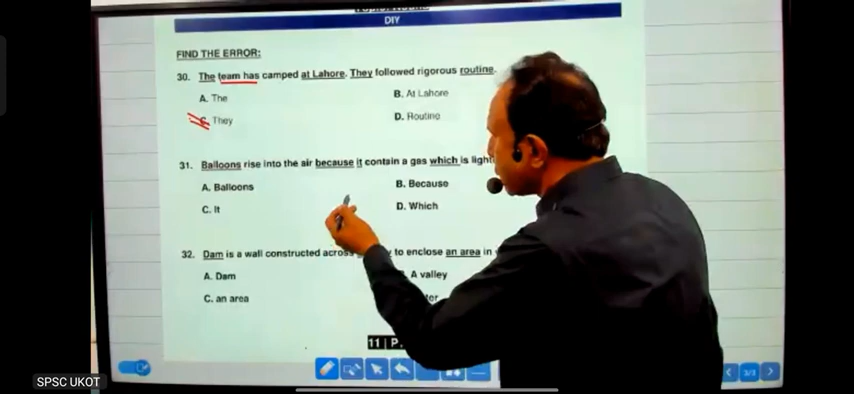 DIY
FIND THE ERROR:
30. The team has camped at Lahore. They followed rigorous routine.
A. The
B. At Lahore
C. They
D. Routine
31. Balloons rise into the air because it contain a gas which is
A. Balloons
B. Because
C. It
D. Which
32. Dam is a wall constructed to enclose an area in
A. Dam
A valley
C. an area
11 | P
3/3
SPSC UKOT